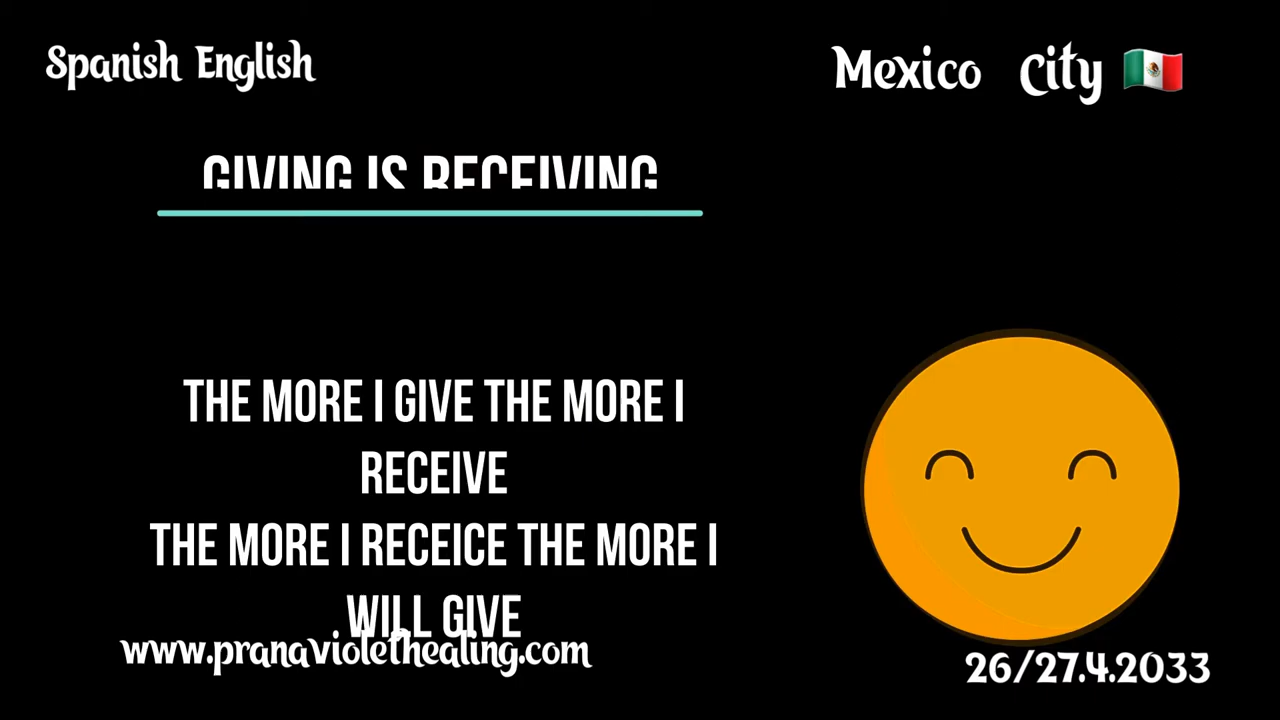 Spanish English
Mexico City
GIVING IS RECEIVING
THE MORE I GIVE THE MORE I
RECEIVE
THE MORE I RECEICE THE MORE I
WILL GIVE
www.pranaviolethealing.com
26/27.4.2033